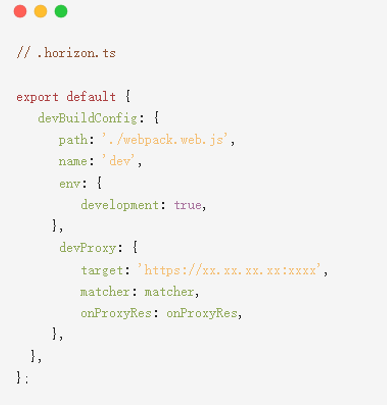 // .horizon.ts
export default {
devBuildConfig: {
path: './webpack.web.js',
name: 'dev',
env: {
development: true,
},
devProxy: {
target: 'https://xx.xx.xx.xx:xxxx',
matcher: matcher,
onProxyRes: onProxyRes,
},
},
};